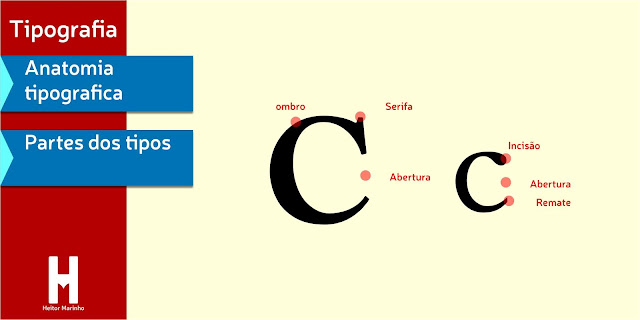 Tipografia
Anatomia
tipografica
Partes dos tipos
ombro
Serifa
Abertura
C
Incisão
Abertura
Remate
c
H
Heitor Marinho